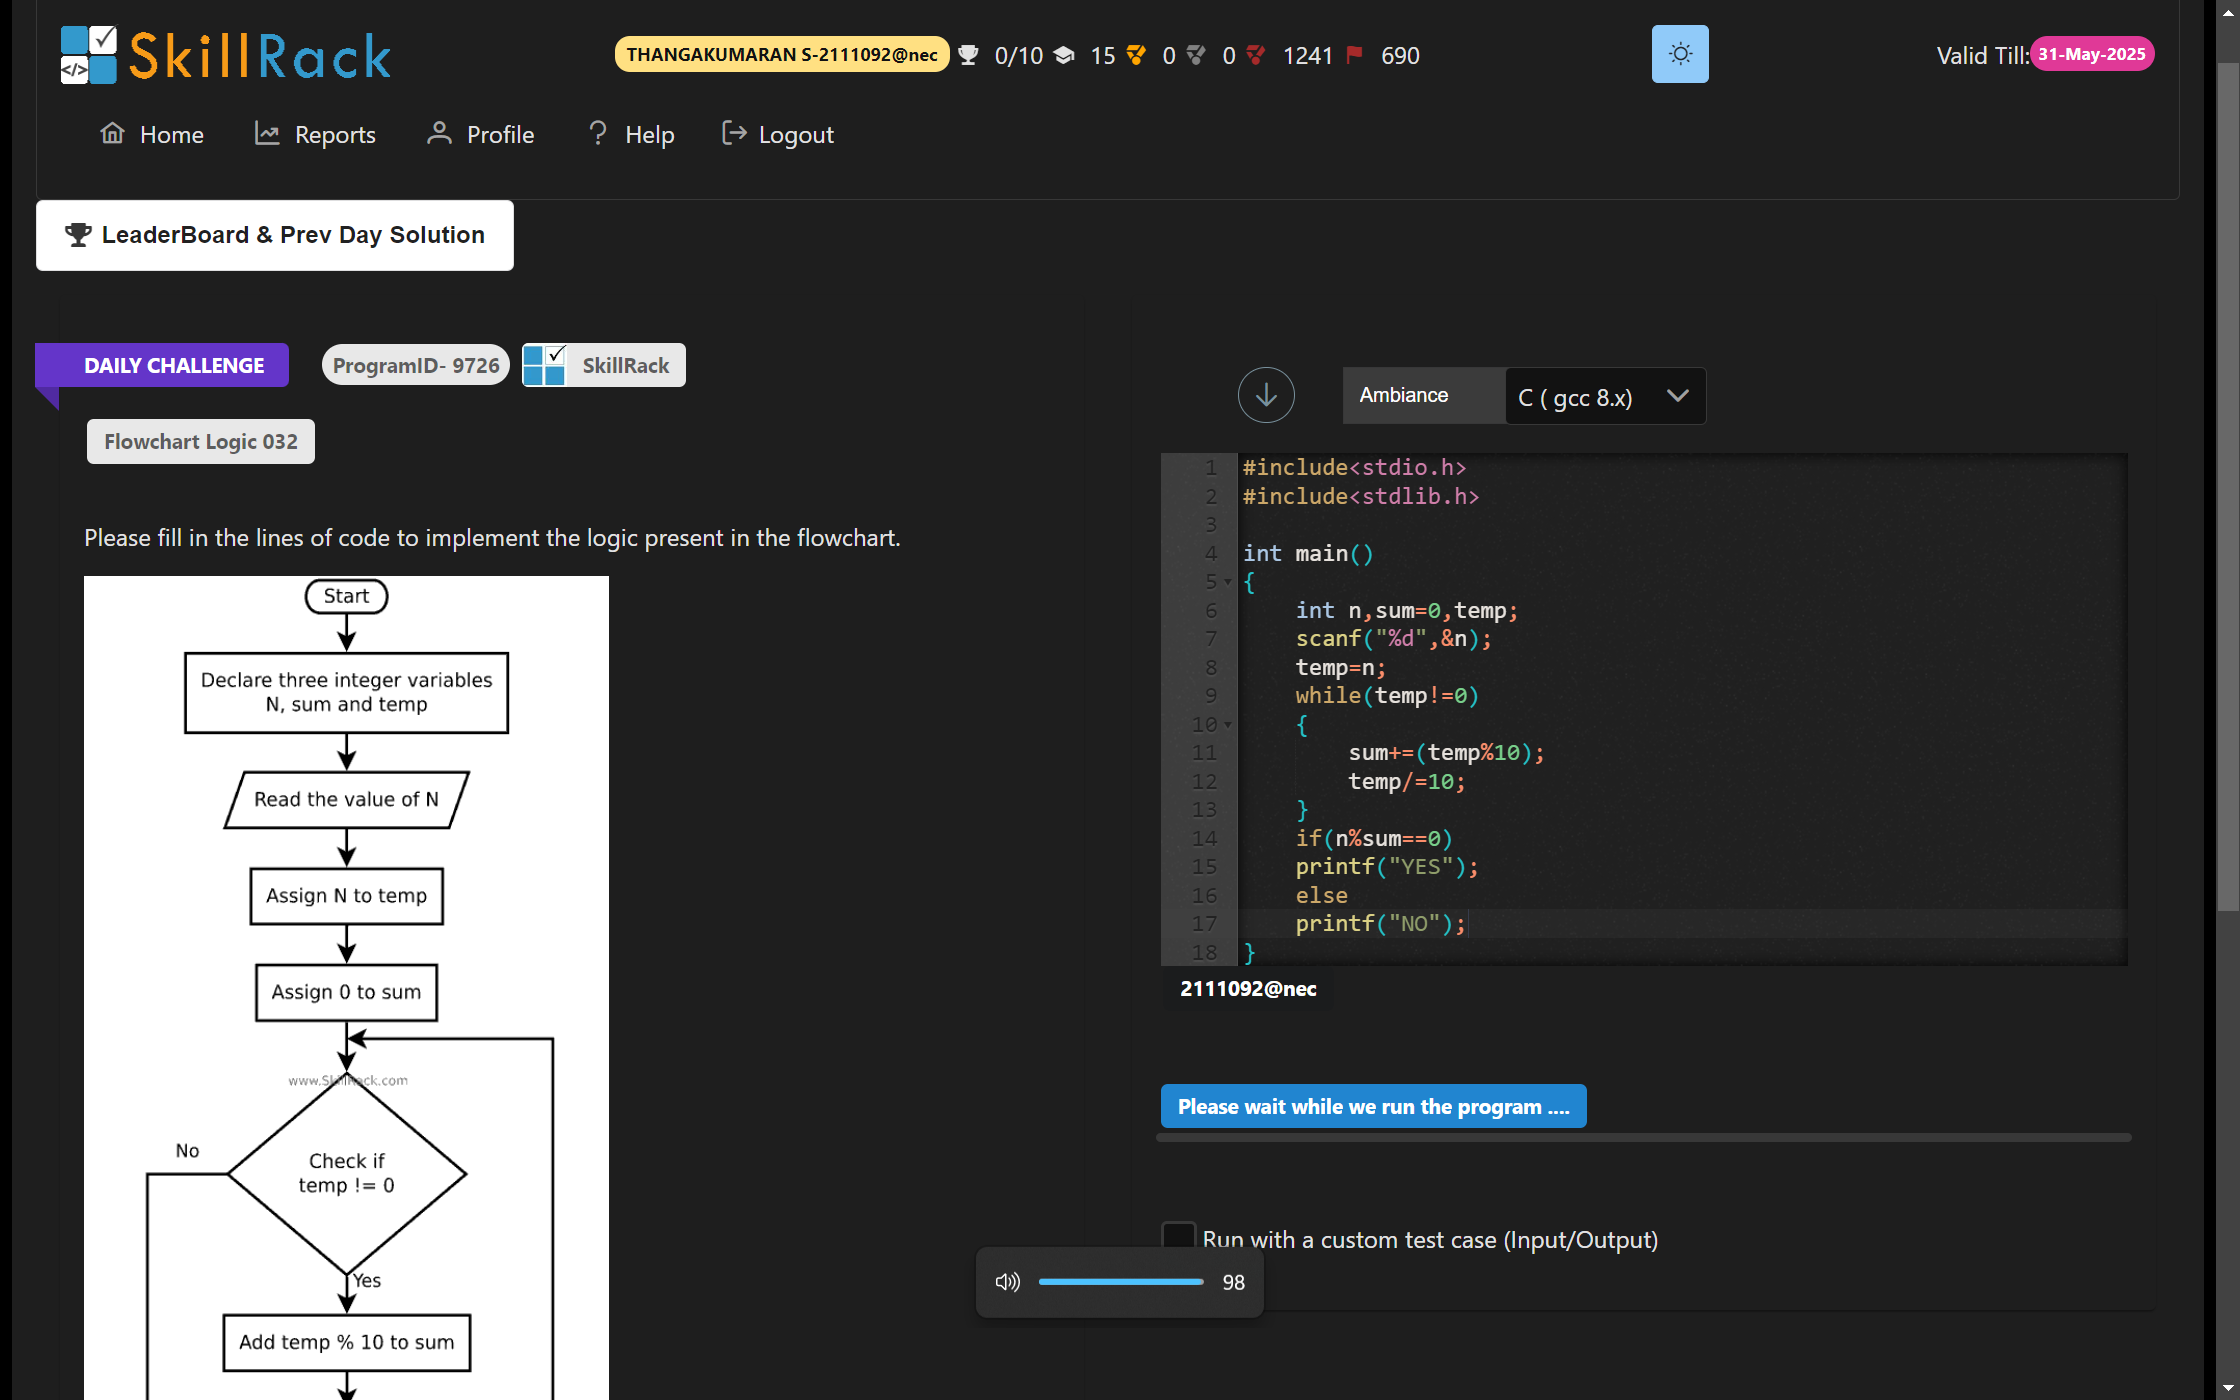 SkillRack
THANGAKUMARAN S-2111092@nec 0/10 15 0 0 1241 690
Valid Till: 31-May-2025
Home Reports Profile Help Logout
LeaderBoard & Prev Day Solution
DAILY CHALLENGE ProgramID- 9726 SkillRack
Flowchart Logic 032
Please fill in the lines of code to implement the logic present in the flowchart.
Start
Declare three integer variables
N, sum and temp
Read the value of N
Assign N to temp
Assign 0 to sum
www.SkillRack.com
No
Check if
temp != 0
Yes
Add temp % 10 to sum
Ambiance C ( gcc 8.x)
1 #include<stdio.h>
2 #include<stdlib.h>
3
4 int main()
5 {
6 int n,sum=0,temp;
7 scanf("%d",&n);
8 temp=n;
9 while(temp!=0)
10 {
11 sum+=(temp%10);
12 temp/=10;
13 }
14 if(n%sum==0)
15 printf("YES");
16 else
17 printf("NO");
18 }
2111092@nec
Please wait while we run the program ....
Run with a custom test case (Input/Output)
98